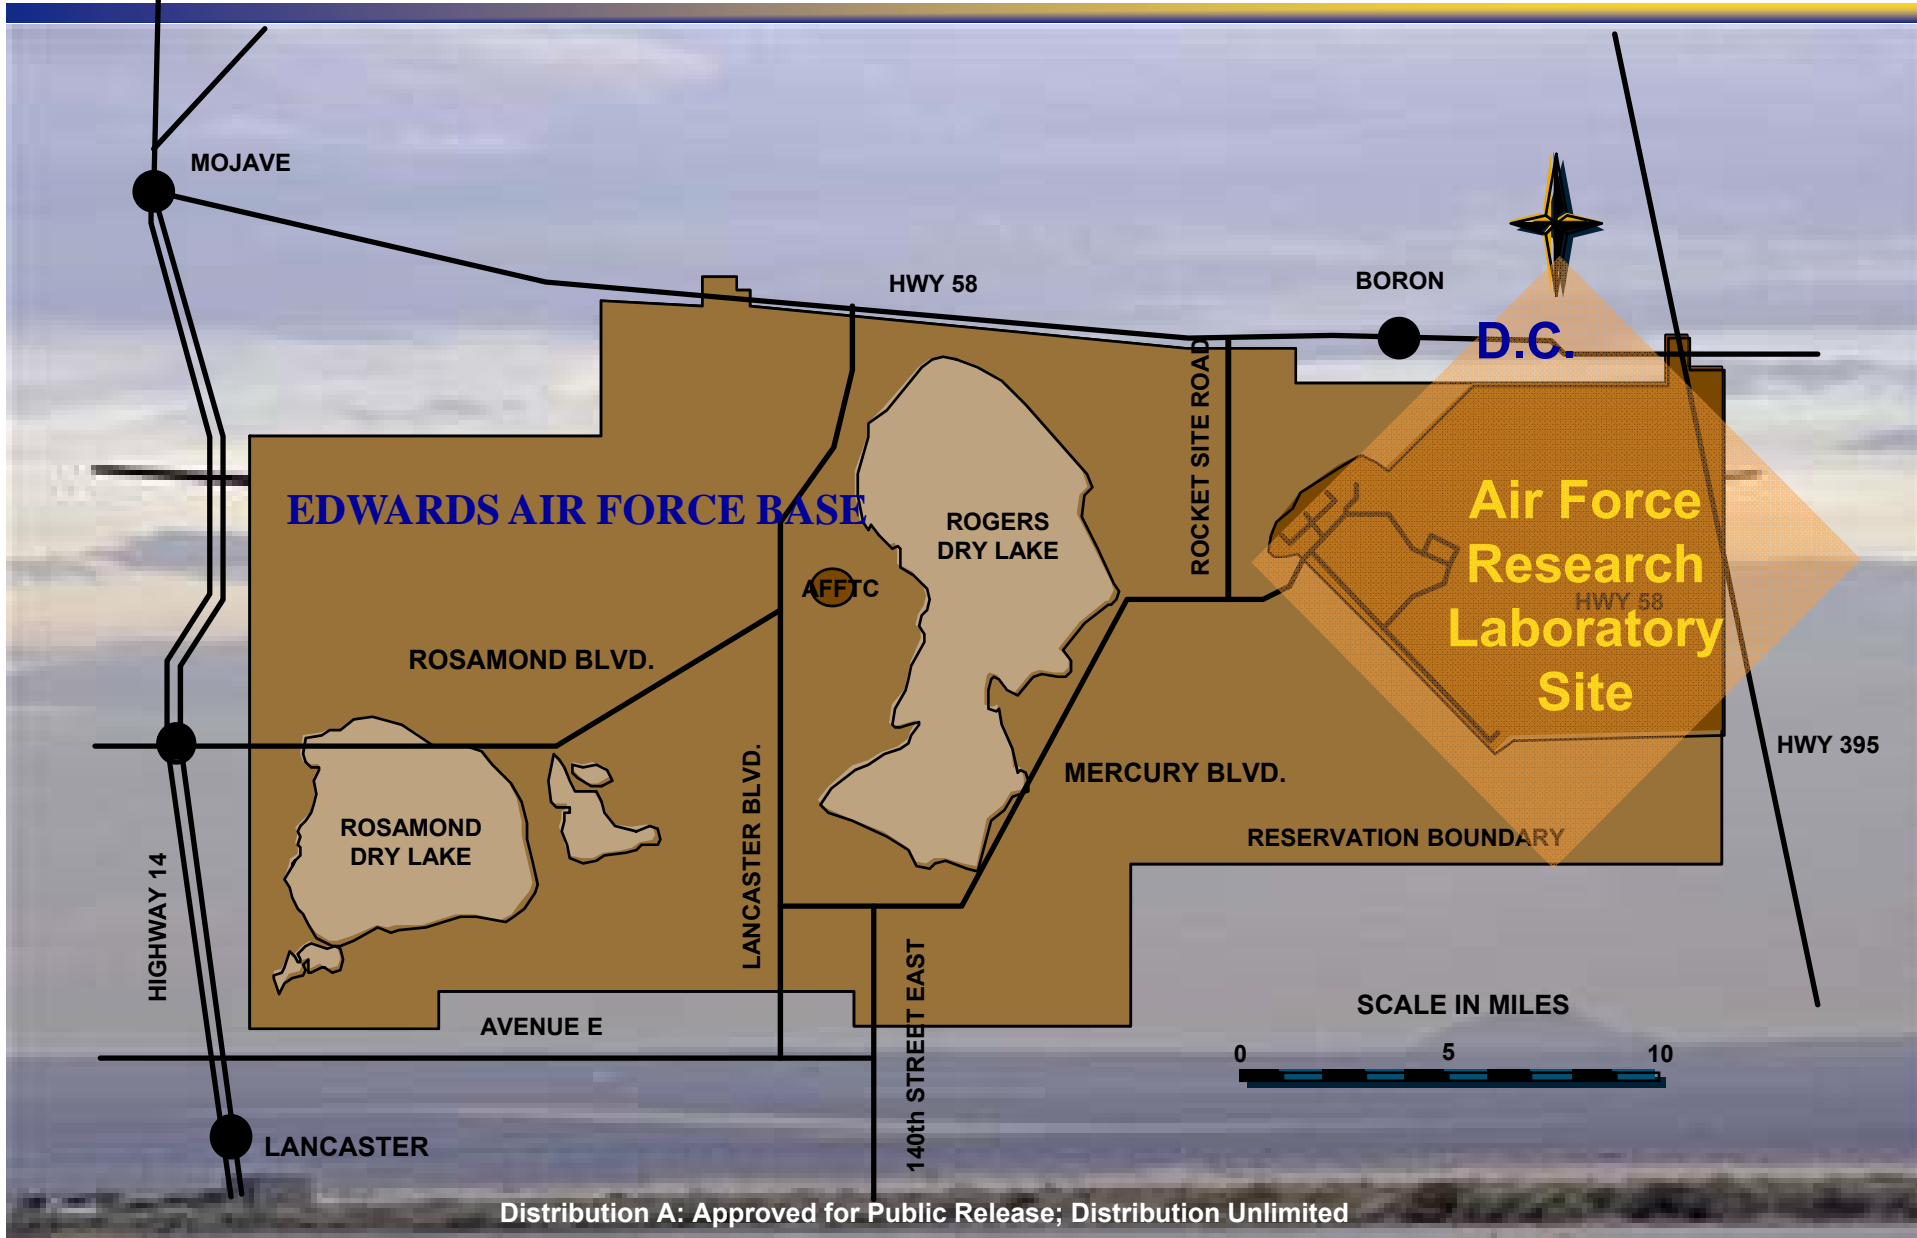 MOJAVE
HWY 58
BORON
D.C.
ROCKET SITE ROAD
EDWARDS AIR FORCE BASE
ROGERS
DRY LAKE
Air Force
Research
HWY 58
Laboratory
Site
AFFTC
ROSAMOND BLVD.
HWY 395
MERCURY BLVD.
LANCASTER BLVD.
ROSAMOND
DRY LAKE
RESERVATION BOUNDARY
HIGHWAY 14
SCALE IN MILES
AVENUE E
140th STREET EAST
0 5 10
LANCASTER
Distribution A: Approved for Public Release; Distribution Unlimited